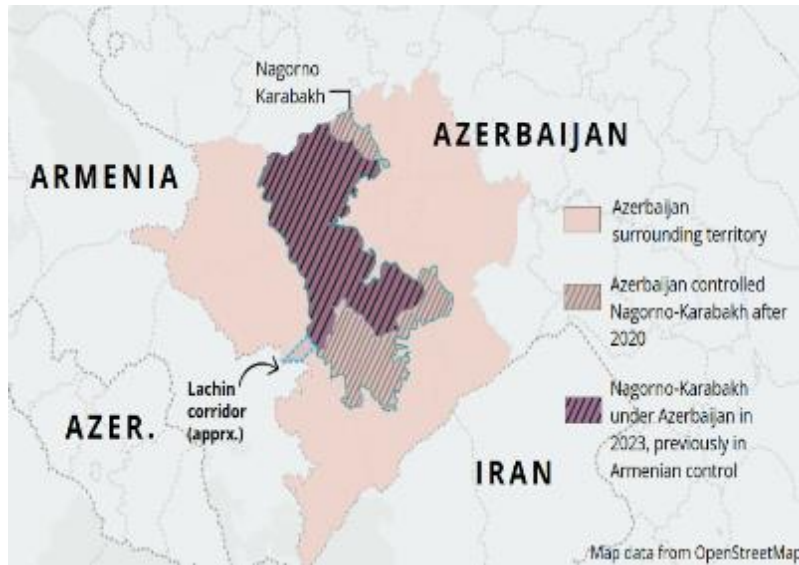 Nagorno
Karabakh
AZERBAIJAN
ARMENIA
Azerbaijan
surrounding territory
Azerbaijan controlled
Nagorno-Karabakh after
2020
Lachin
corridor
(apprx.)
AZER.
Nagorno-Karabakh
under Azerbaijan in
2023, previously in
Armenian control
IRAN
Map data from OpenStreetMap